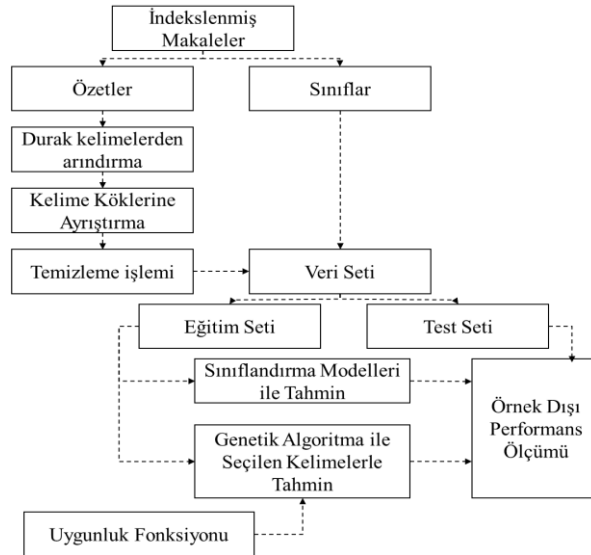 İndekslenmiş
Makaleler
Özetler
Sınıflar
Durak kelimelerden
arındırma
Kelime Köklerine
Ayrıştırma
Temizleme işlemi
Veri Seti
Eğitim Seti
Test Seti
Sınıflandırma Modelleri
ile Tahmin
Örnek Dışı
Performans
Ölçümü
Genetik Algoritma ile
Seçilen Kelimelerle
Tahmin
Uygunluk Fonksiyonu